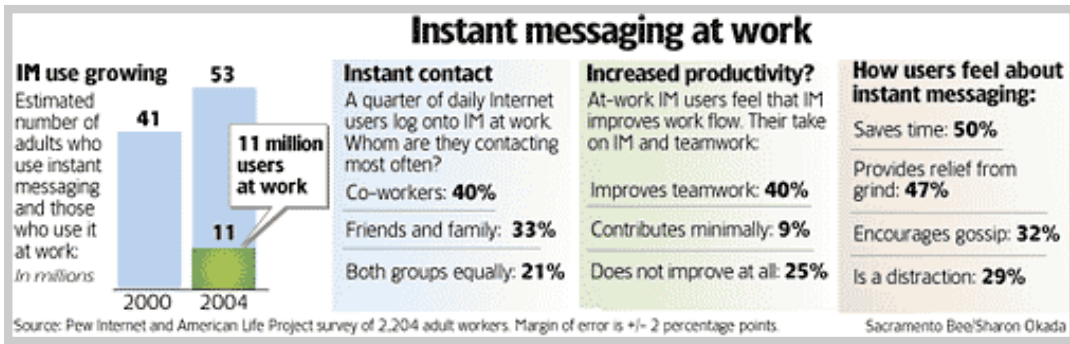 Instant messaging at work
IM use growing
Estimated
number of
adults who
use instant
messaging
and those
who use it
at work:
In millions
41
53
11 million
users
at work
11
2000
2004
Instant contact
A quarter of daily Internet
users log onto IM at work.
Whom are they contacting
most often?
Co-workers: 40%
Friends and family: 33%
Both groups equally: 21%
Increased productivity?
At-work IM users feel that IM
improves work flow. Their take
on IM and teamwork:
Improves teamwork: 40%
Contributes minimally: 9%
Does not improve at all: 25%
How users feel about
instant messaging:
Saves time: 50%
Provides relief from
grind: 47%
Encourages gossip: 32%
Is a distraction: 29%
Source: Pew Internet and American Life Project survey of 2,204 adult workers. Margin of error is +/- 2 percentage points.
Sacramento Bee/Sharon Okada